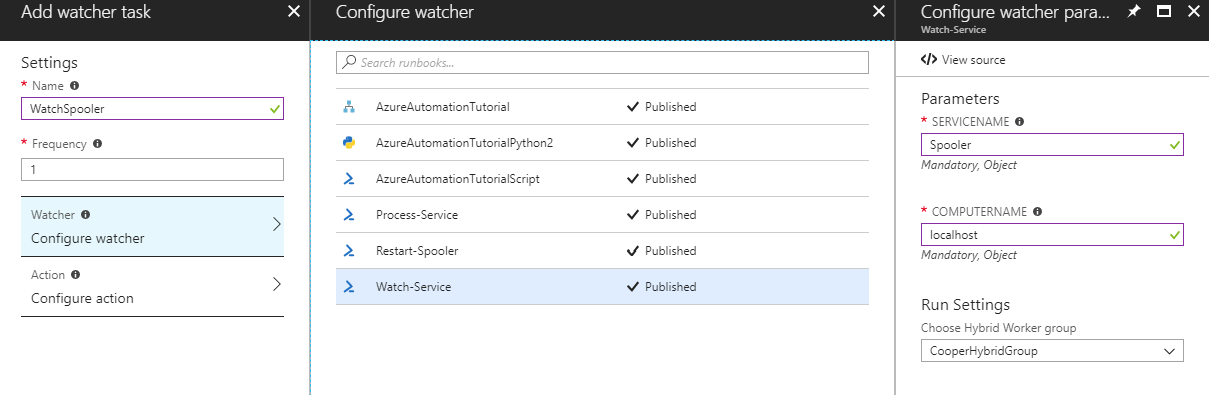 Add watcher task
Settings
* Name
WatchSpooler
* Frequency
1
Watcher
Configure watcher
Action
Configure action
Configure watcher
Search runbooks...
AzureAutomationTutorial Published
AzureAutomationTutorialPython2 Published
AzureAutomationTutorialScript Published
Process-Service Published
Restart-Spooler Published
Watch-Service Published
Configure watcher para...
Watch-Service
</> View source
Parameters
* SERVICENAME
Spooler
Mandatory, Object
* COMPUTERNAME
localhost
Mandatory, Object
Run Settings
Choose Hybrid Worker group
CooperHybridGroup